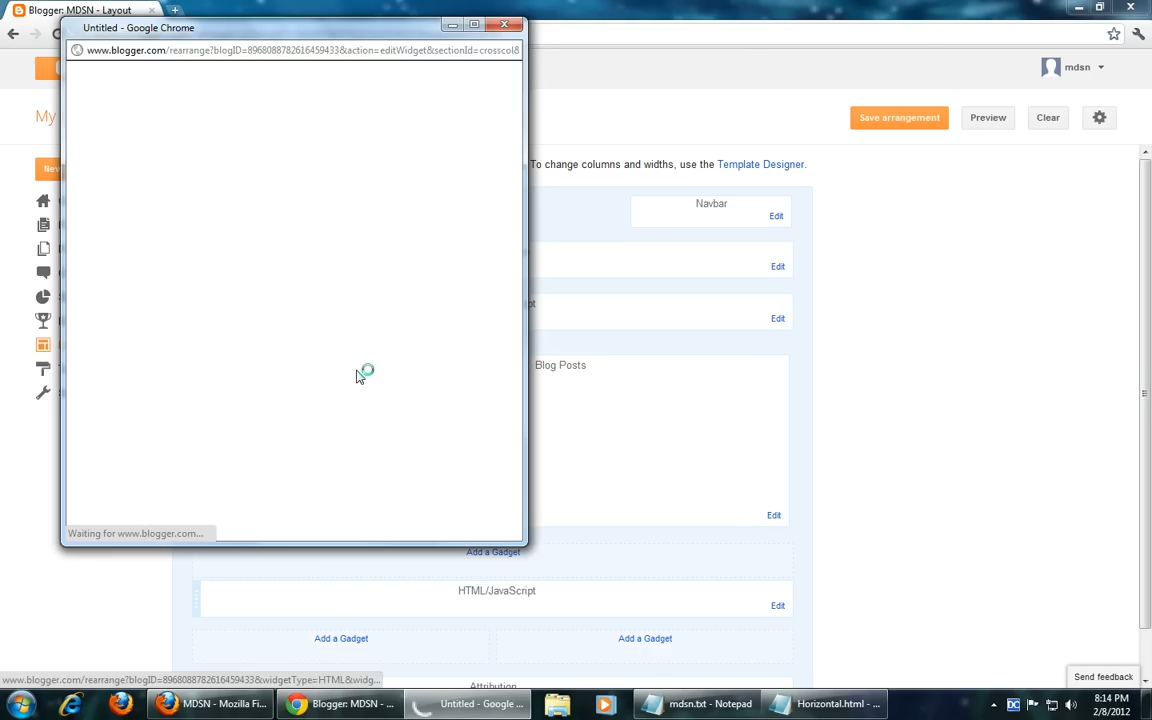 Blogger: MDSN - Layout
Untitled - Google Chrome
www.blogger.com/rearrange?blogID=8968088782616459433&action=editWidget&sectionId=crosscol&
mdsn
My
Save arrangement
Preview
Clear
To change columns and widths, use the Template Designer.
Navbar
Edit
Edit
Edit
Blog Posts
Edit
Waiting for www.blogger.com...
Add a Gadget
HTML/JavaScript
Edit
Add a Gadget
Add a Gadget
www.blogger.com/rearrange?blogID=8968088782616459433&widgetType=HTML&widg...
Attribution
Send feedback
MDSN - Mozilla Fi...
Blogger: MDSN - ...
Untitled - Google ...
mdsn.txt - Notepad
Horizontal.html - ...
DC
8:14 PM
2/8/2012